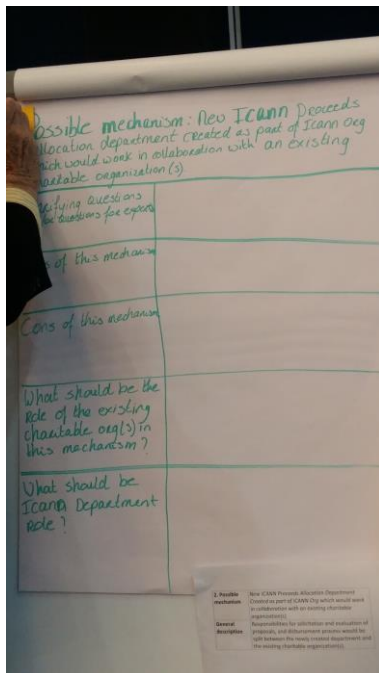 ossible mechanism: New Icann Proceeds
llocation department created as part of Icann Org
hich would work in collaboration with an existing
haritable organization(s).
rifying questions
questions for experts
s of this mechanism
Cons of this mechanism
What should be the
Role of the existing
charitable org(s) in
this mechanism?
What should be
Icann Department
Role?
2. Possible mechanism
New ICANN Proceeds Allocation Department
Created as part of ICANN Org which would work
in collaboration with an existing charitable
organization(s)
General description
Responsibilities for solicitation and evaluation of
proposals, and disbursement process would be
split between the newly created department and
the existing charitable organization(s).